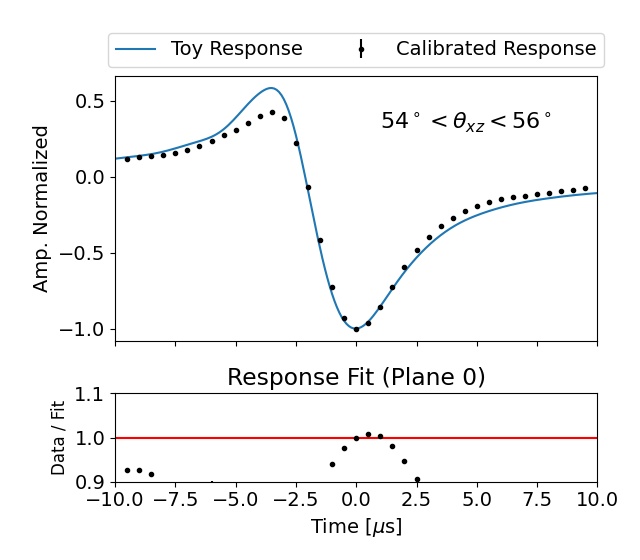 Toy Response Calibrated Response
54° < θxz < 56°
Amp. Normalized
0.5
0.0
−0.5
−1.0
Response Fit (Plane 0)
Data / Fit
1.1
1.0
0.9
−10.0 −7.5 −5.0 −2.5 0.0 2.5 5.0 7.5 10.0
Time [μs]